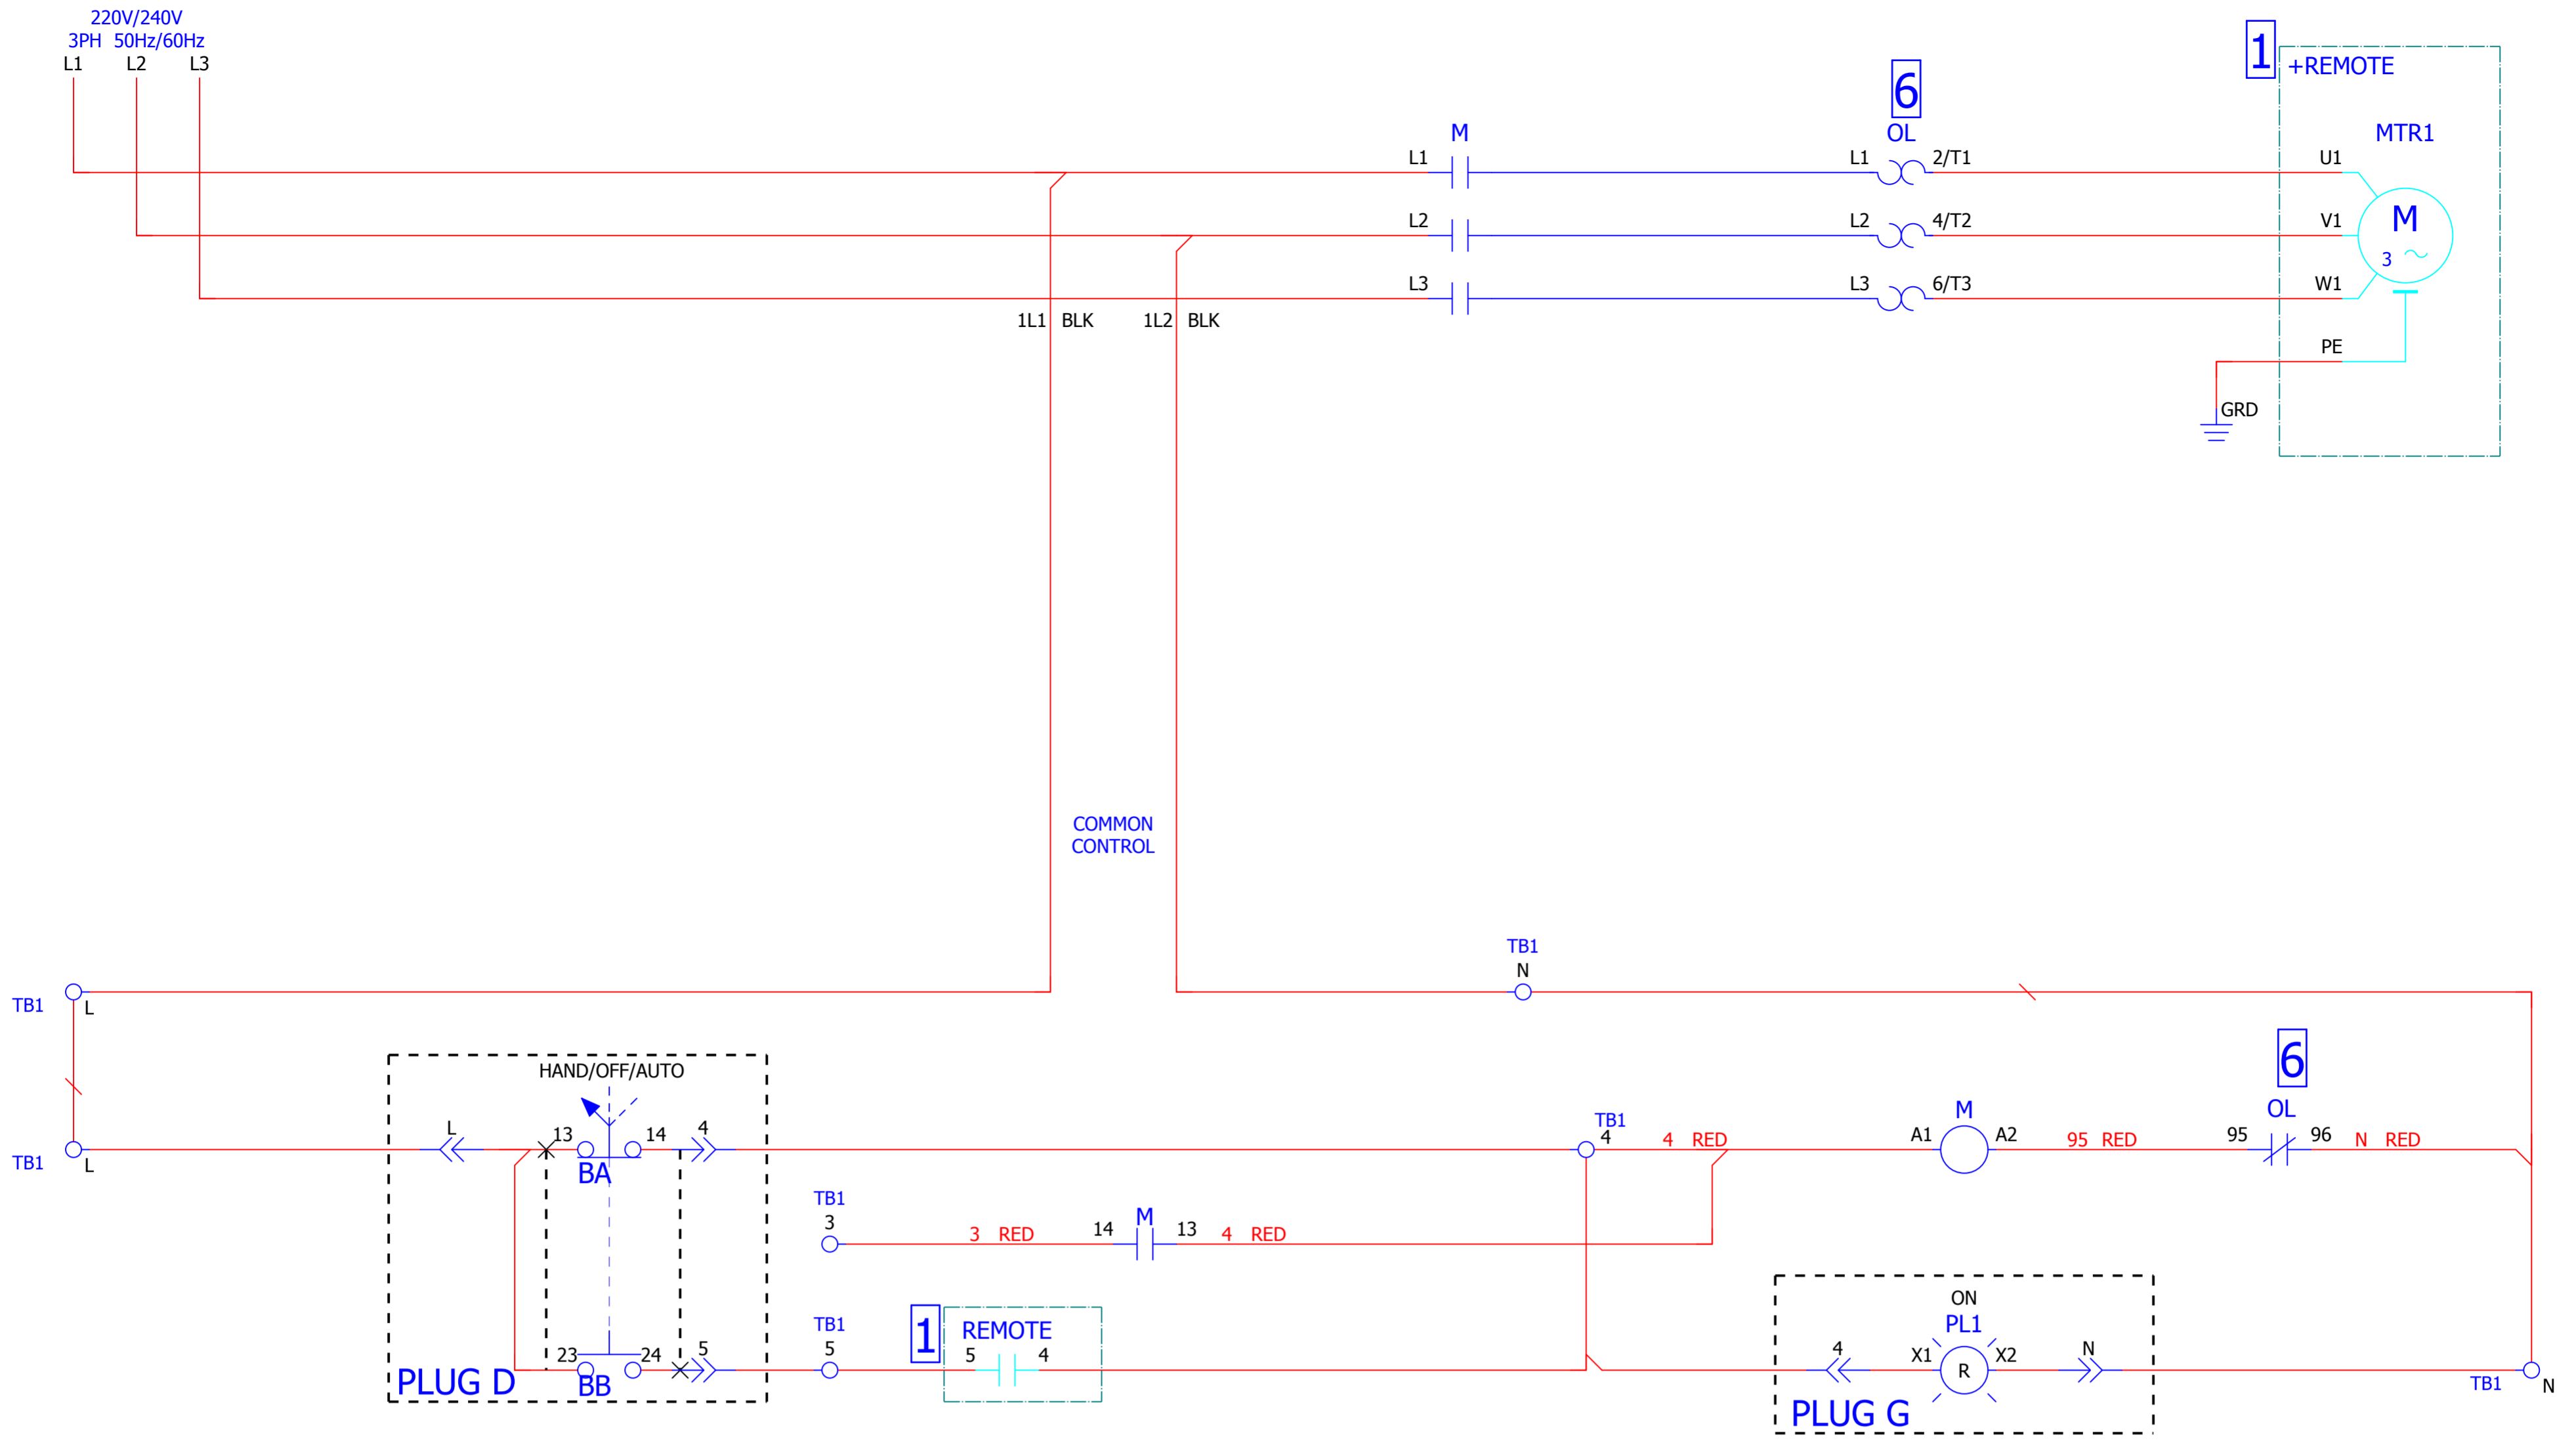 220V/240V
3PH 50Hz/60Hz
L1 L2 L3
1
+REMOTE
6
M
OL
MTR1
L1
L1
2/T1
U1
L2
L2
4/T2
V1
M
3
L3
L3
6/T3
W1
1L1 BLK
1L2 BLK
PE
GRD
COMMON
CONTROL
TB1
N
TB1
L
6
HAND/OFF/AUTO
M
OL
L
13
14
4
TB1
4
4 RED
A1
A2
95 RED
95
96
N RED
TB1
L
BA
TB1
3
3 RED
14
M
13
4 RED
ON
1
REMOTE
PL1
TB1
5
23
24
5
5
4
4
X1
R
X2
N
PLUG D
BB
TB1
N
PLUG G